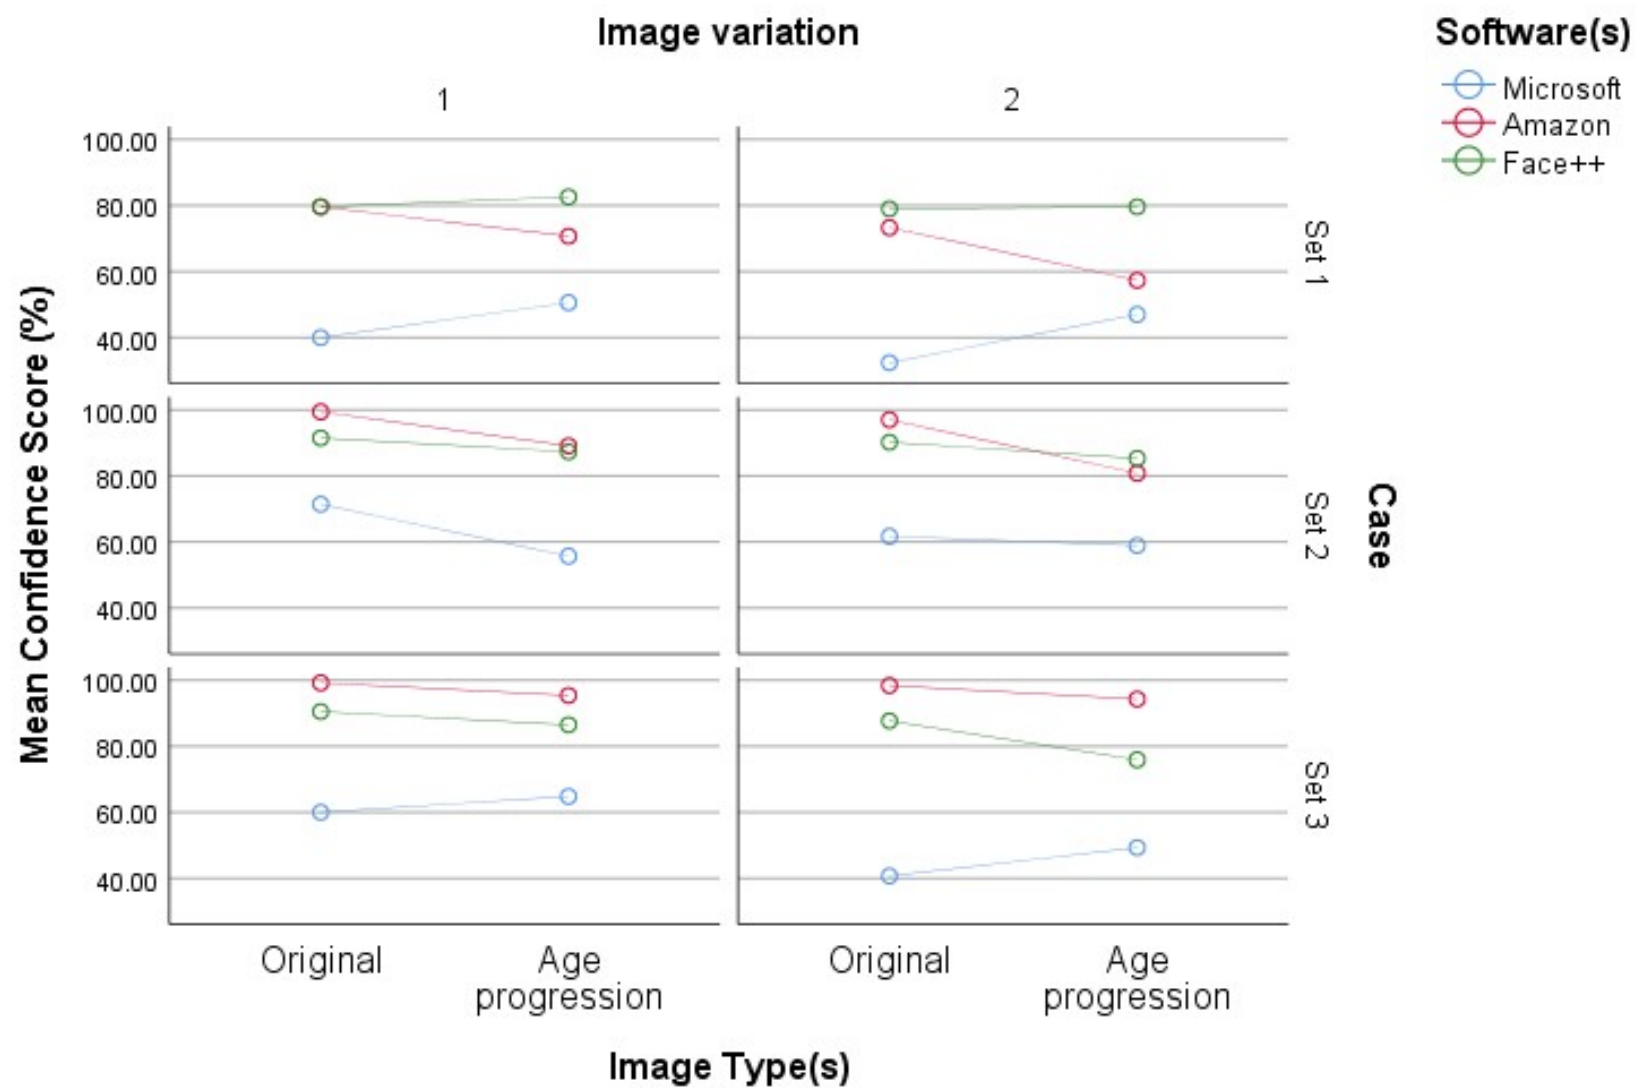 Image variation
Software(s)
1
2
Microsoft
Amazon
Face++
100.00
80.00
60.00
40.00
Set 1
100.00
80.00
60.00
40.00
Set 2
100.00
80.00
60.00
40.00
Set 3
Mean Confidence Score (%)
Case
Original
Age
progression
Original
Age
progression
Image Type(s)